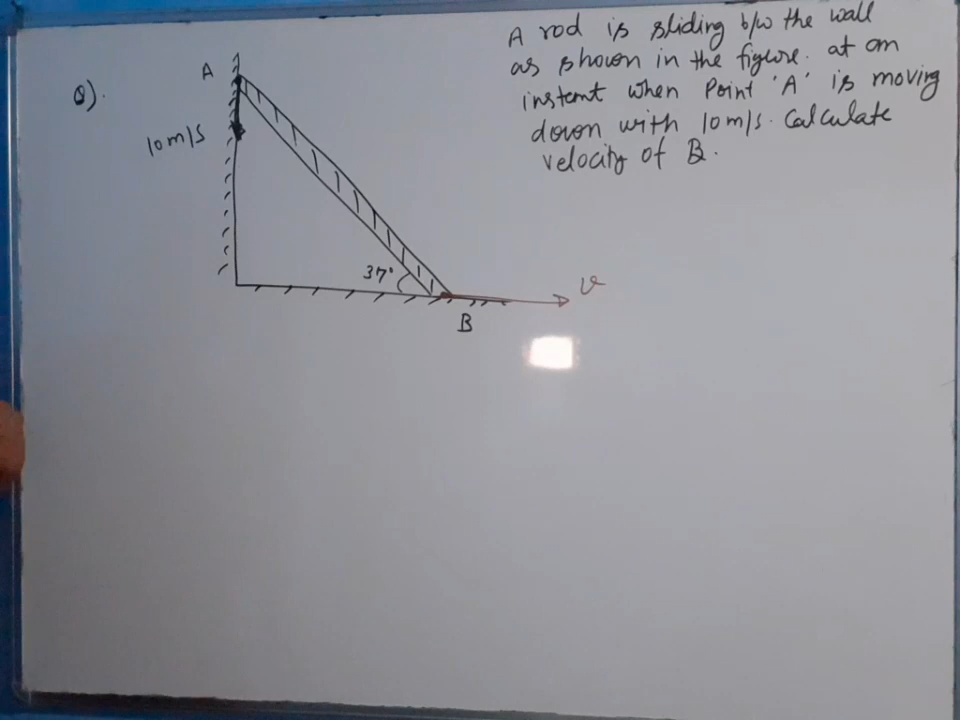 A rod is sliding b/w the wall
as shown in the figure. at an
instant when Point 'A' is moving
down with 10m/s. Calculate
velocity of B.
Q).
A
10m/s
37°
v
B